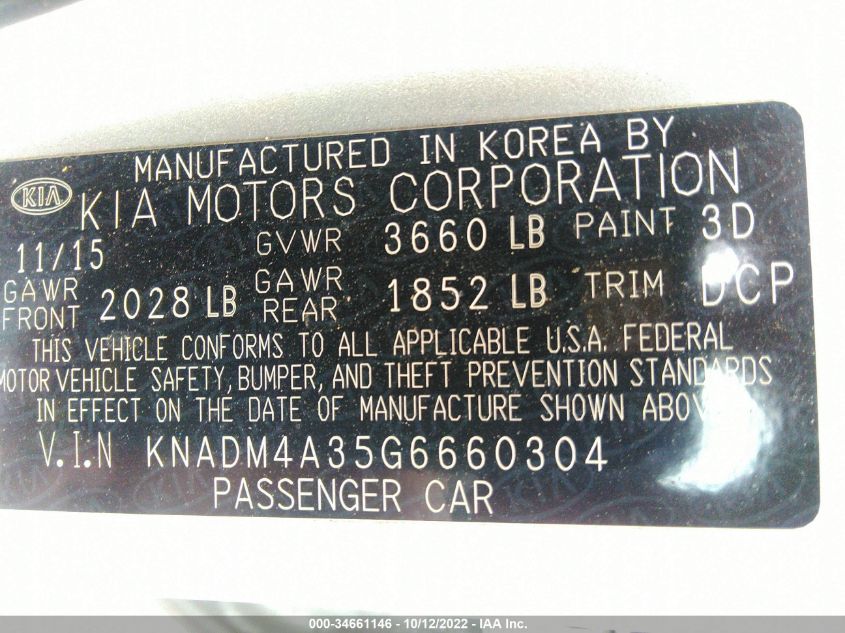 MANUFACTURED IN KOREA BY
KIA KIA MOTORS CORPORATION
11/15 GVWR 3660 LB PAINT 3D
GAWR FRONT 2028 LB GAWR REAR 1852 LB TRIM DCP
THIS VEHICLE CONFORMS TO ALL APPLICABLE U.S.A. FEDERAL
MOTOR VEHICLE SAFETY, BUMPER, AND THEFT PREVENTION STANDARDS
IN EFFECT ON THE DATE OF MANUFACTURE SHOWN ABOVE
V.I.N KNADM4A35G6660304
PASSENGER CAR
000-34661146 - 10/12/2022 - IAA Inc.